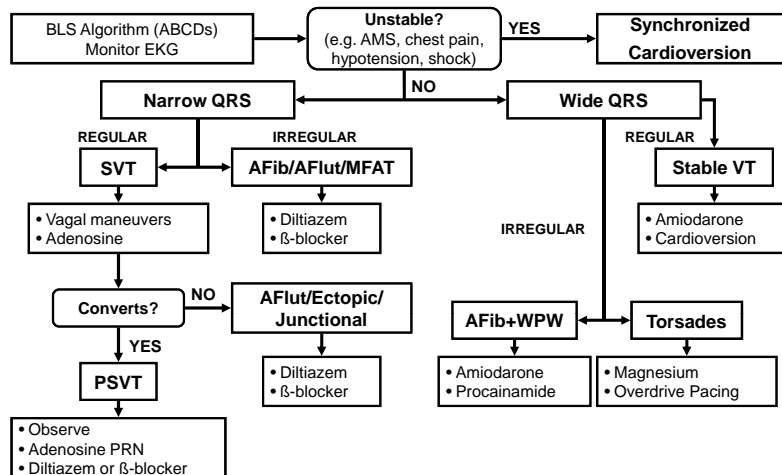 BLS Algorithm (ABCDs)
Monitor EKG
Unstable?
(e.g. AMS, chest pain,
hypotension, shock)
YES
Synchronized
Cardioversion
NO
Narrow QRS
Wide QRS
REGULAR
IRREGULAR
REGULAR
SVT
AFib/AFlut/MFAT
Stable VT
• Vagal maneuvers
• Adenosine
• Diltiazem
• ß-blocker
• Amiodarone
• Cardioversion
IRREGULAR
Converts?
NO
AFlut/Ectopic/
Junctional
AFib+WPW
Torsades
YES
PSVT
• Diltiazem
• ß-blocker
• Amiodarone
• Procainamide
• Magnesium
• Overdrive Pacing
• Observe
• Adenosine PRN
• Diltiazem or ß-blocker